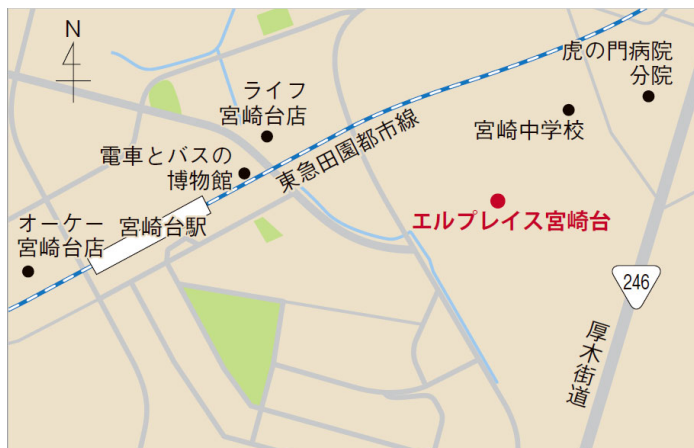 N
虎の門病院
分院
ライフ
宮崎台店
宮崎中学校
東急田園都市線
電車とバスの
博物館
エルプレイス宮崎台
オーケー
宮崎台店
宮崎台駅
246
厚木街道